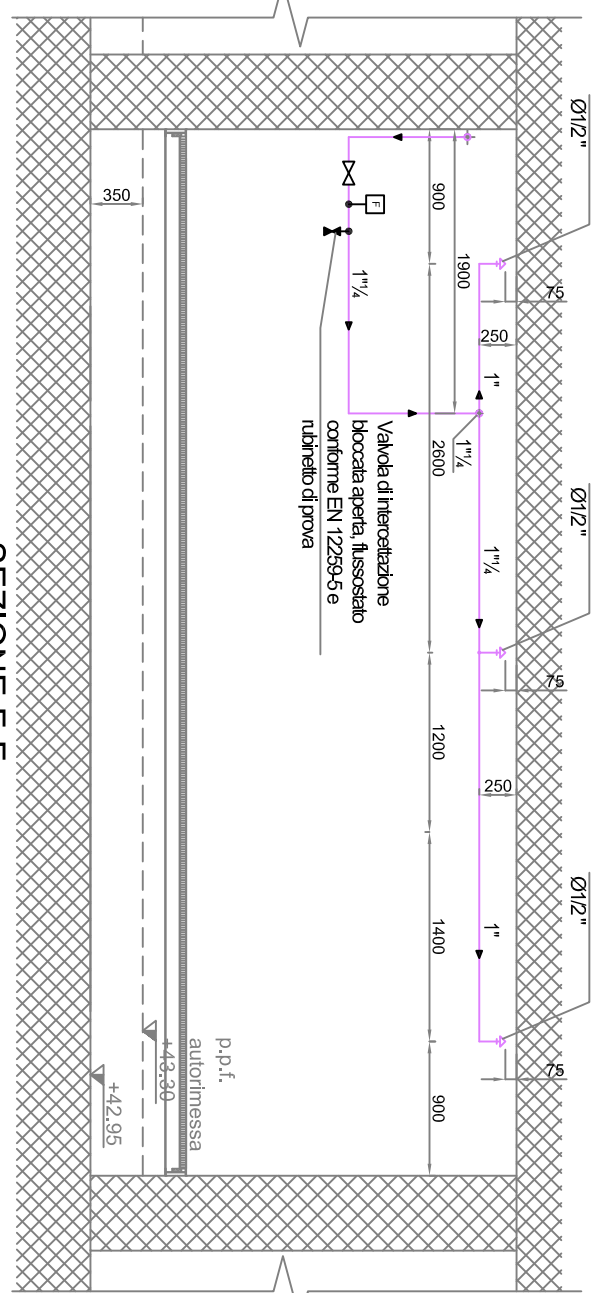 Ø1/2"
Ø1/2"
Ø1/2"
75
75
75
250
250
900
1900
2600
1200
1400
900
350
1"
1"¼
1"¼
1"
1"¼
F
Valvola di intercettazione
bloccata aperta, flussostato
conforme EN 12259-5 e
rubinetto di prova
p.p.f.
autorimessa
+43.30
+42.95